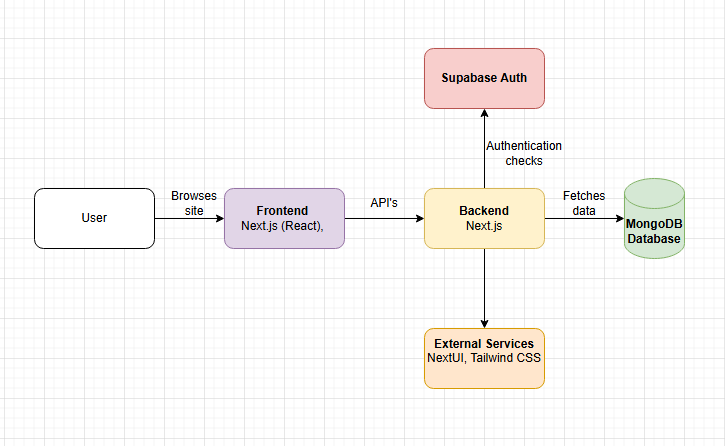 Supabase Auth
Authentication
checks
User
Browses
site
Frontend
Next.js (React),
API's
Backend
Next.js
Fetches
data
MongoDB
Database
External Services
NextUI, Tailwind CSS